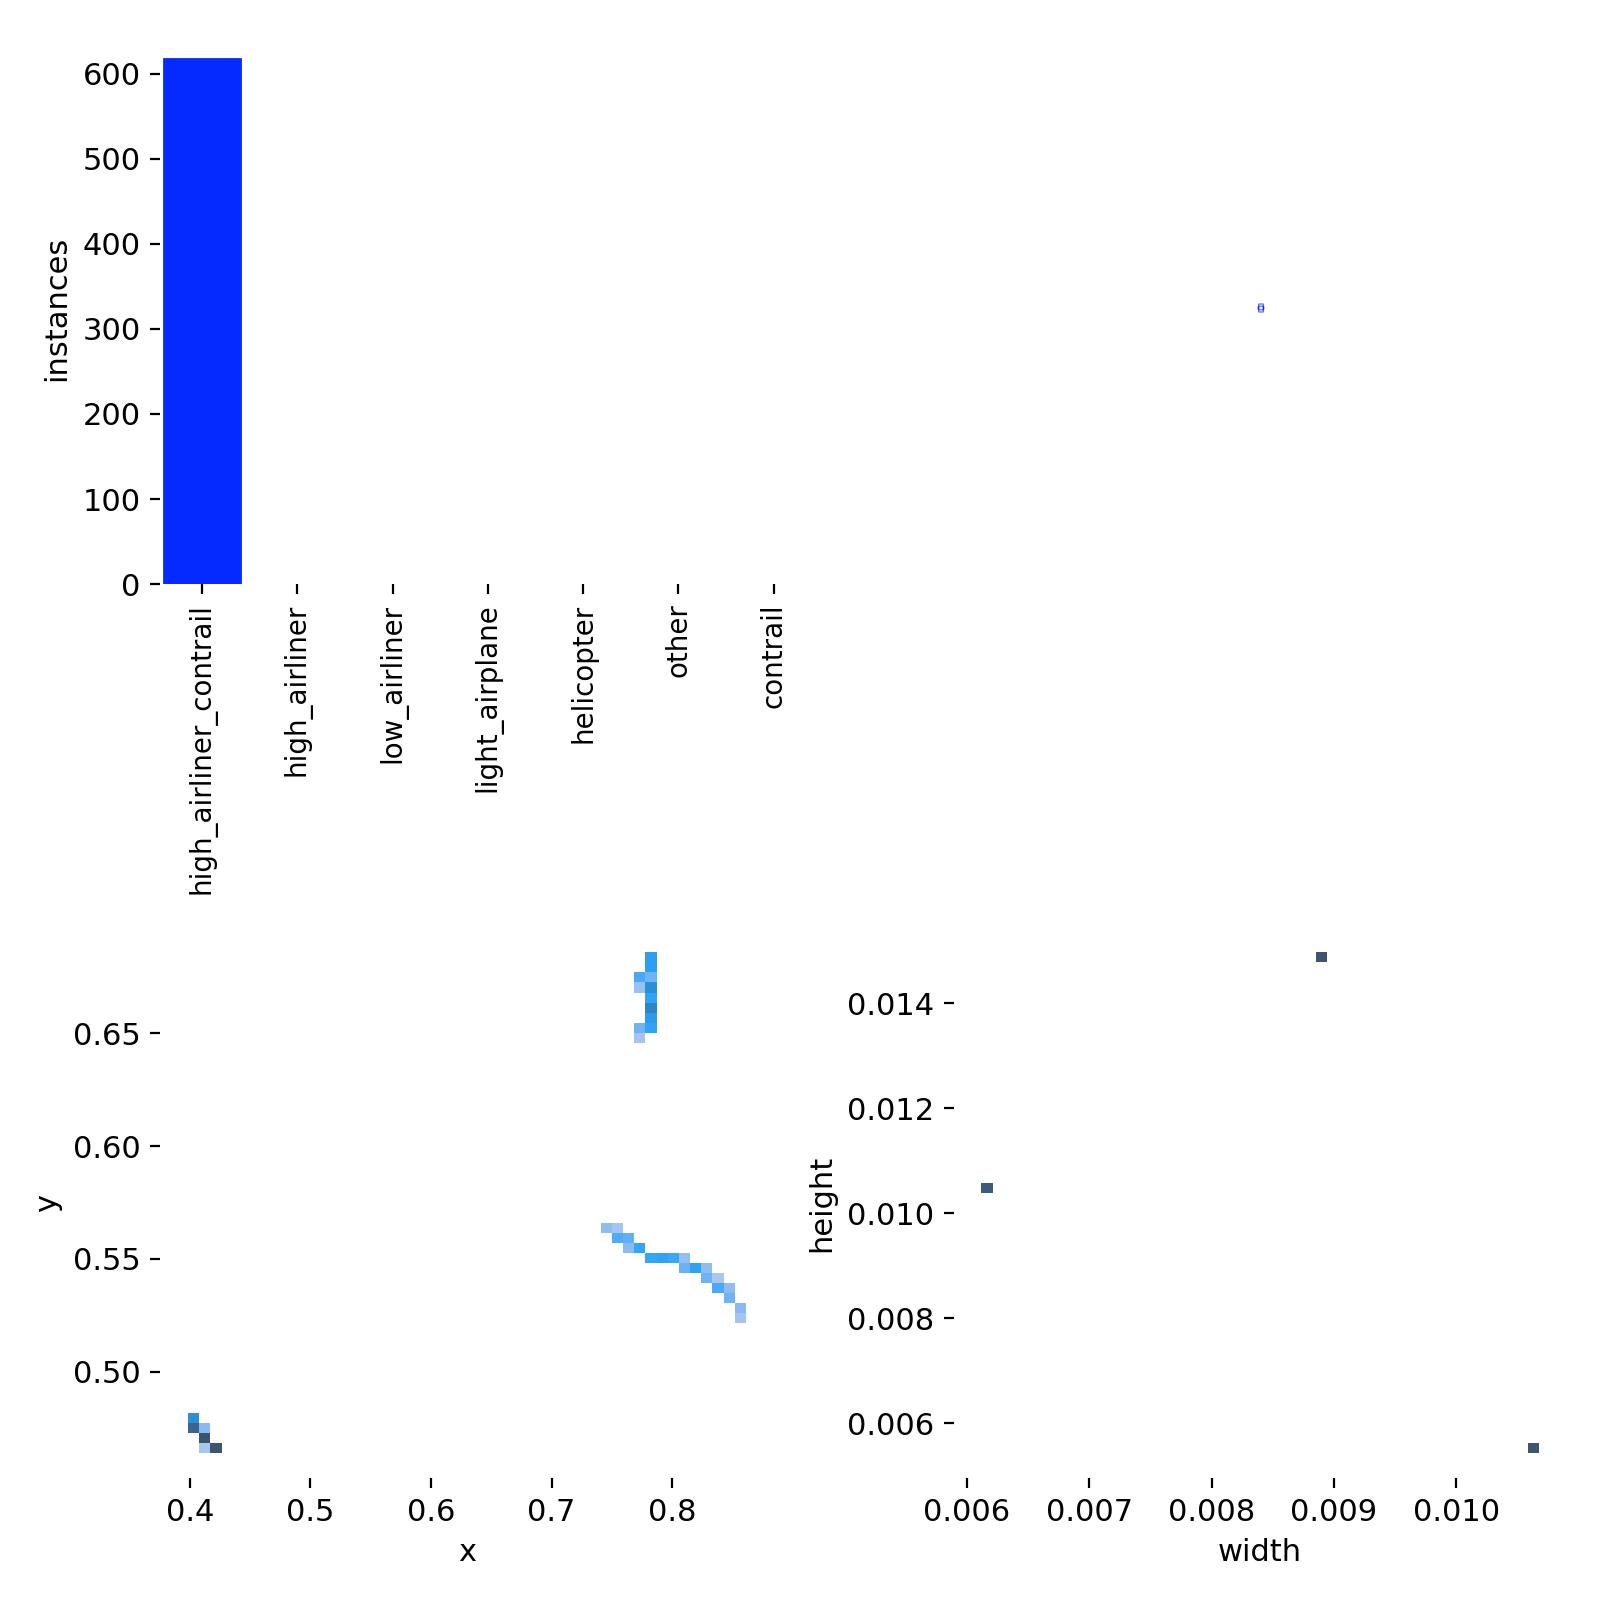 600
500
400
300
200
100
0
instances
high_airliner_contrail
high_airliner
low_airliner
light_airplane
helicopter
other
contrail
0.65
0.60
0.55
0.50
y
0.4 0.5 0.6 0.7 0.8
x
0.014
0.012
0.010
0.008
0.006
height
0.006 0.007 0.008 0.009 0.010
width